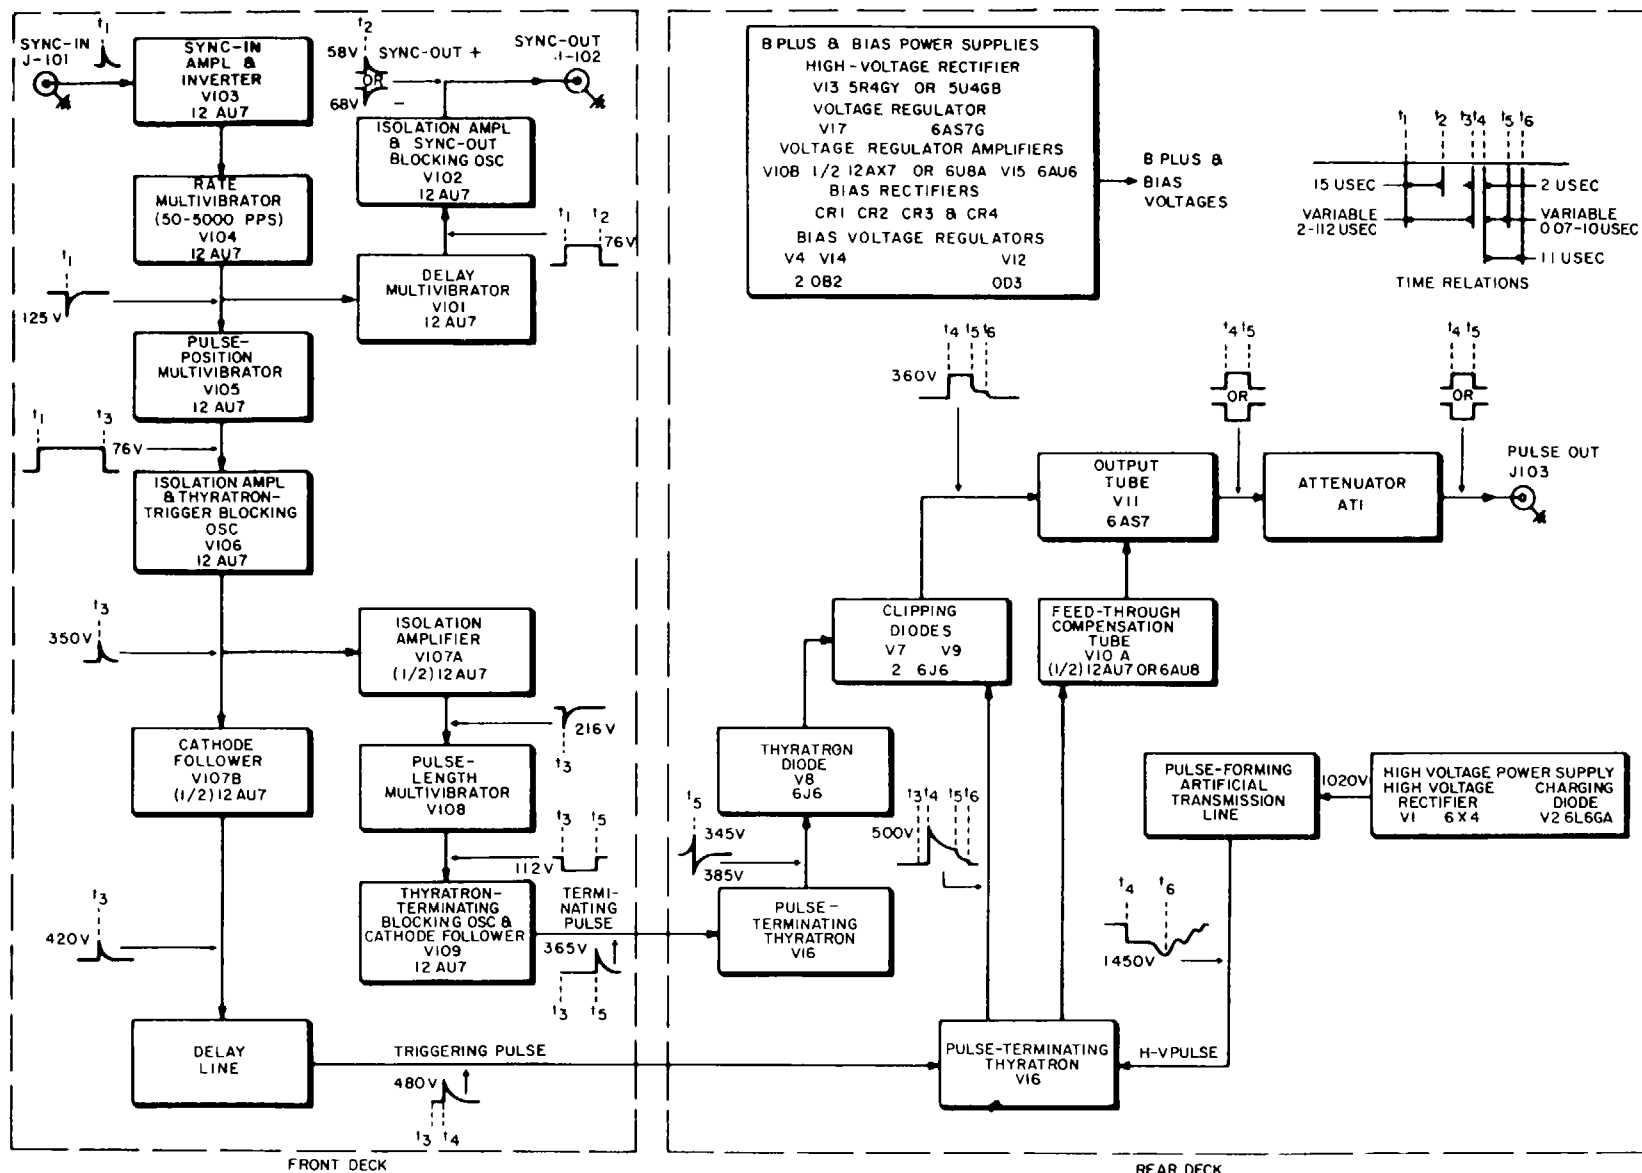 t1
SYNC-IN
J-101
SYNC-IN
AMPL &
INVERTER
V103
12 AU7
t2
58V
OR
68V
SYNC-OUT +
–
SYNC-OUT
J-102
ISOLATION AMPL
& SYNC-OUT
BLOCKING OSC
V102
12 AU7
RATE
MULTIVIBRATOR
(50-5000 PPS)
V104
12 AU7
t1 t2
76V
t1
125V
DELAY
MULTIVIBRATOR
V101
12 AU7
PULSE-
POSITION
MULTIVIBRATOR
V105
12 AU7
t1 t3
76V
ISOLATION AMPL
& THYRATRON-
TRIGGER BLOCKING
OSC
V106
12 AU7
t3
350V
ISOLATION
AMPLIFIER
V107A
(1/2) 12AU7
216V
t3
CATHODE
FOLLOWER
V107B
(1/2) 12AU7
PULSE-
LENGTH
MULTIVIBRATOR
V108
t3 t5
112V
THYRATRON-
TERMINATING
BLOCKING OSC &
CATHODE FOLLOWER
V109
12 AU7
TERMI-
NATING
PULSE
365V
t3 t5
t3
420V
DELAY
LINE
TRIGGERING PULSE
480V
t3 t4
FRONT DECK
B PLUS & BIAS POWER SUPPLIES
HIGH-VOLTAGE RECTIFIER
V13 5R4GY OR 5U4GB
VOLTAGE REGULATOR
V17 6AS7G
VOLTAGE REGULATOR AMPLIFIERS
V10B 1/2 12AX7 OR 6U8A V15 6AU6
BIAS RECTIFIERS
CR1 CR2 CR3 & CR4
BIAS VOLTAGE REGULATORS
V4 V14 V12
2 OB2 OD3
B PLUS &
BIAS
VOLTAGES
t1 t2 t3 t4 t5 t6
15 USEC
2 USEC
VARIABLE
2-112 USEC
VARIABLE
0.07-10USEC
11 USEC
TIME RELATIONS
t4 t5 t6
360V
t4 t5
OR
t4 t5
OR
OUTPUT
TUBE
V11
6AS7
ATTENUATOR
AT1
PULSE OUT
J103
CLIPPING
DIODES
V7 V9
2 6J6
FEED-THROUGH
COMPENSATION
TUBE
V10 A
(1/2) 12AU7 OR 6AU8
THYRATRON
DIODE
V8
6J6
t5
345V
385V
t3 t4 t5 t6
500V
PULSE-
TERMINATING
THYRATRON
V16
PULSE-FORMING
ARTIFICIAL
TRANSMISSION
LINE
1020V
HIGH VOLTAGE POWER SUPPLY
HIGH VOLTAGE CHARGING
RECTIFIER DIODE
V1 6X4 V2 6L6GA
t4 t6
1450V
PULSE-TERMINATING
THYRATRON
V16
H-V PULSE
REAR DECK